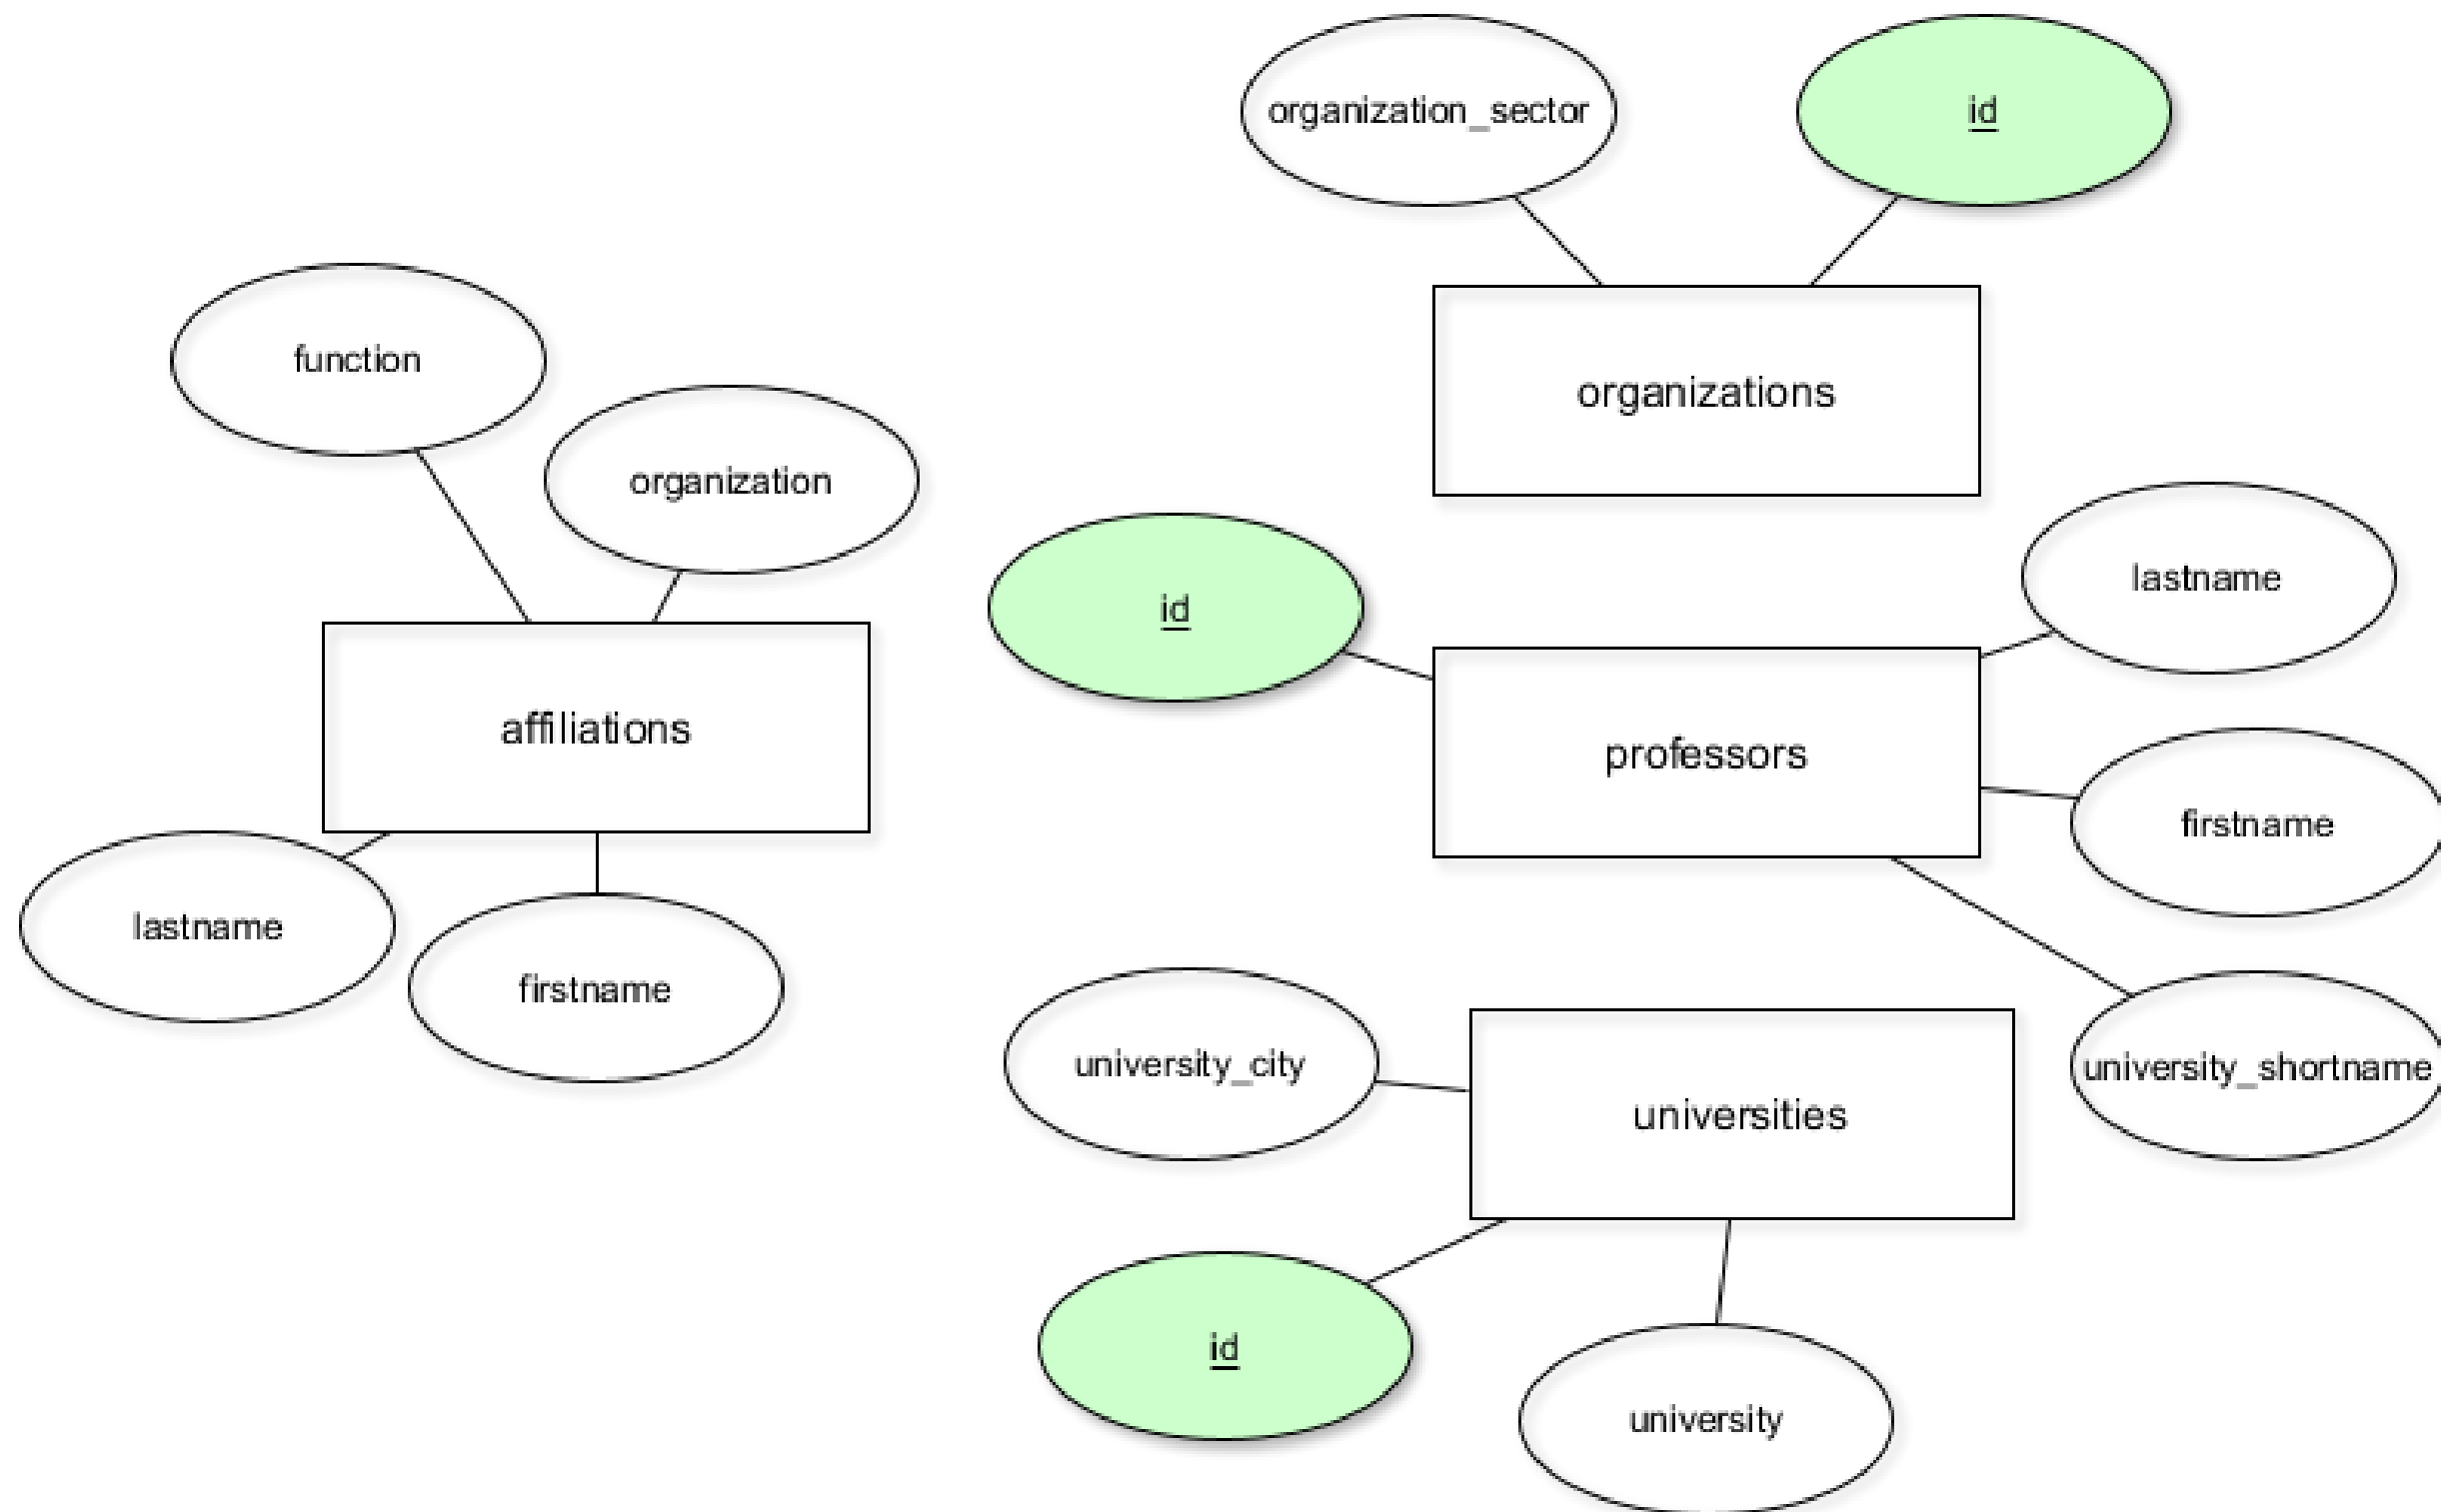 organization_sector
id
function
organizations
organization
lastname
id
affiliations
professors
firstname
lastname
firstname
university_city
university_shortname
universities
id
university